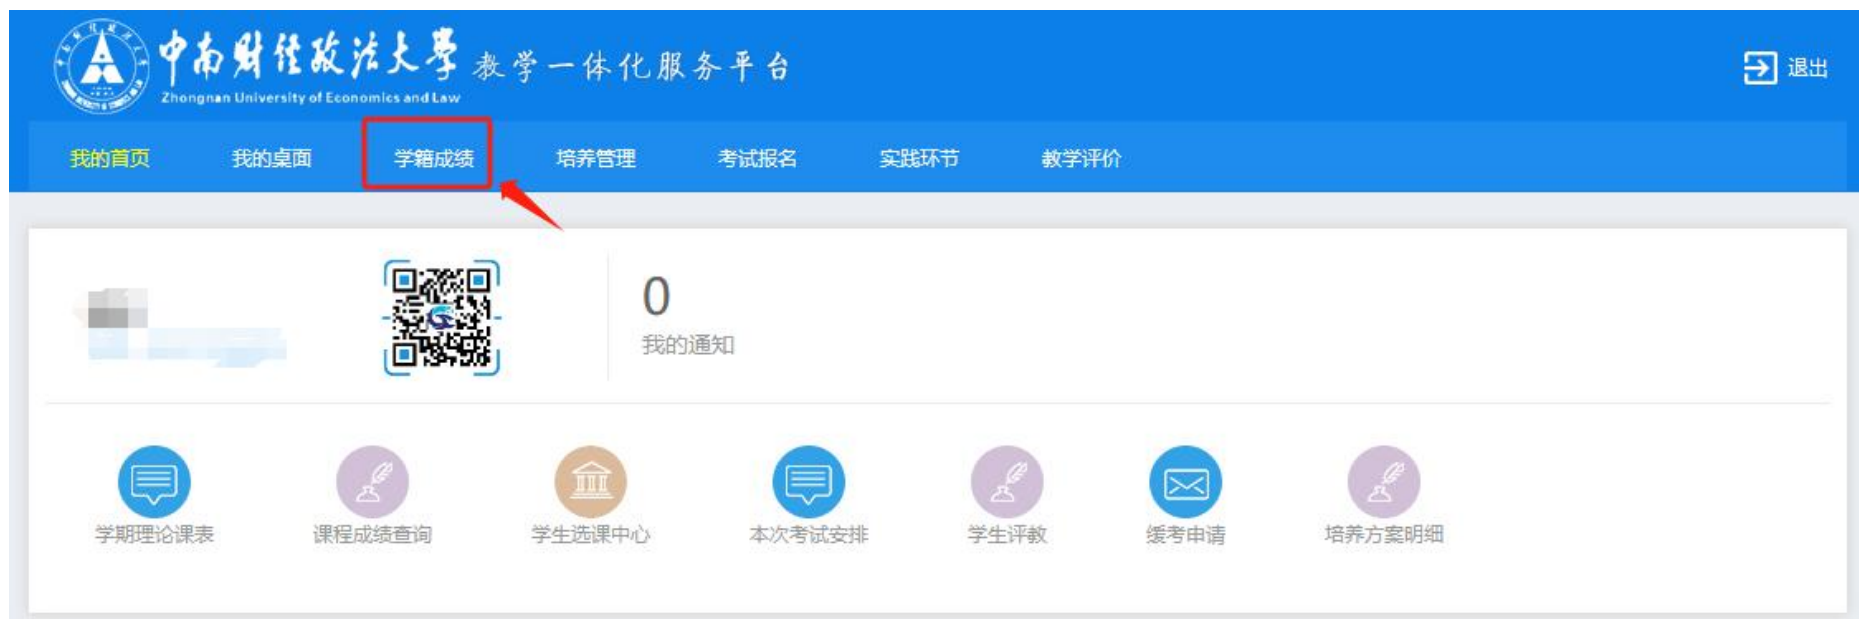 中南财经政法大学 教学一体化服务平台
Zhongnan University of Economics and Law
退出
我的首页 我的桌面 学籍成绩 培养管理 考试报名 实践环节 教学评价
0
我的通知
学期理论课表 课程成绩查询 学生选课中心 本次考试安排 学生评教 缓考申请 培养方案明细